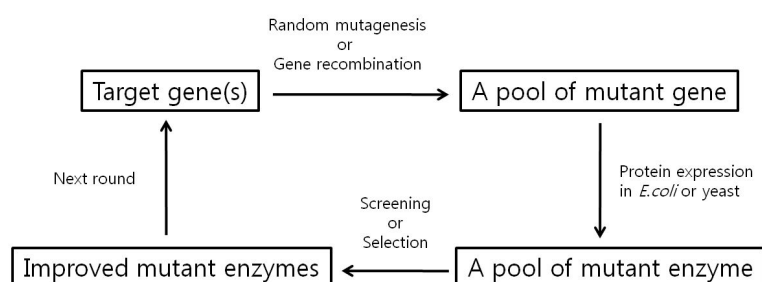 Random mutagenesis
or
Gene recombination
Target gene(s)
A pool of mutant gene
Next round
Protein expression
in E.coli or yeast
Screening
or
Selection
Improved mutant enzymes
A pool of mutant enzyme